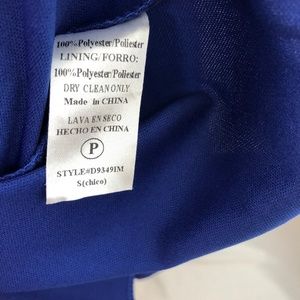 100%Polyester/Poliester
LINING/FORRO:
100%Polyester/Poliester
DRY CLEAN ONLY
Made in CHINA
LAVA EN SECO
HECHO EN CHINA
P
STYLE#D9349IM
S(chico)